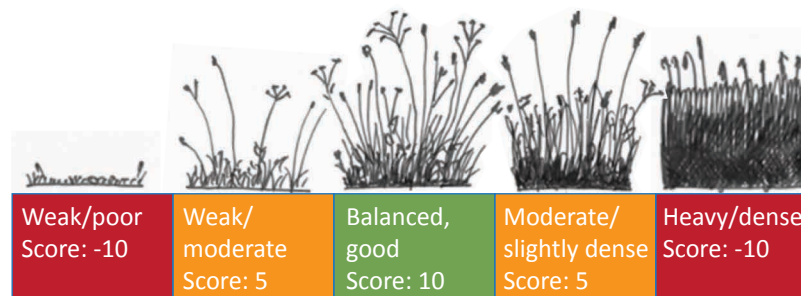 Weak/poor
Score: -10
Weak/
moderate
Score: 5
Balanced,
good
Score: 10
Moderate/
slightly dense
Score: 5
Heavy/dense
Score: -10